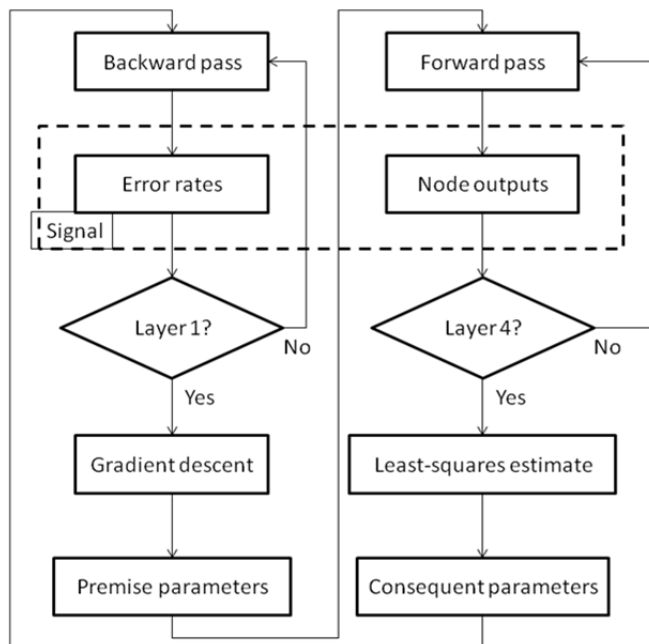 Backward pass
Forward pass
Error rates
Node outputs
Signal
Layer 1?
No
Layer 4?
No
Yes
Yes
Gradient descent
Least-squares estimate
Premise parameters
Consequent parameters